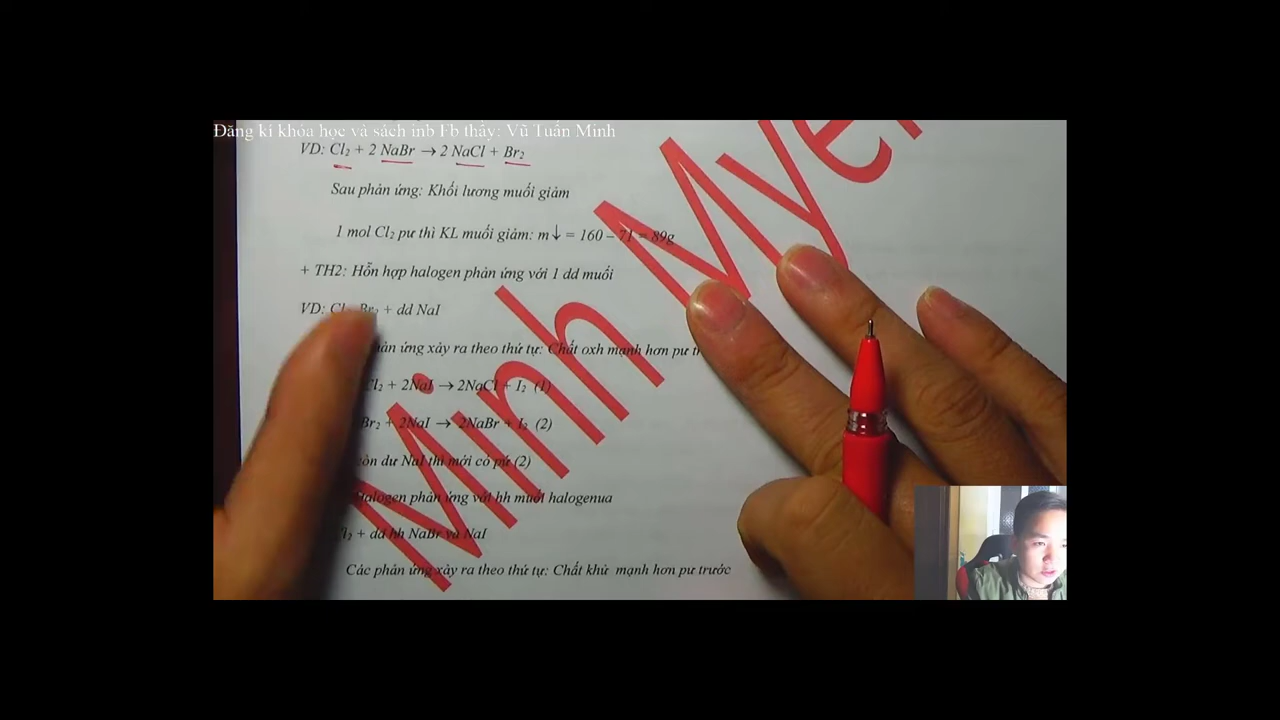 Đăng kí khóa học và sách inb Fb thầy: Vũ Tuấn Minh
VD: Cl₂ + 2 NaBr → 2 NaCl + Br₂
Sau phản ứng: Khối lương muối giảm
1 mol Cl₂ pư thì KL muối giảm: m↓ = 160 – 71 = 89g
+ TH2: Hỗn hợp halogen phản ứng với 1 dd muối
VD: Cl₂ Br₂ + dd NaI
ứng xảy ra theo thứ tự: Chất oxh mạnh hơn pư
Cl₂ + 2NaI → 2NaCl + I₂ (1)
Br₂ + 2NaI → 2NaBr + I₂ (2)
còn dư NaI thì mới có pứ (2)
Halogen phản ứng với hh muối halogenua
+ dd hh NaBr và NaI
Các phản ứng xảy ra theo thứ tự: Chất khử mạnh hơn pư trước
Minh